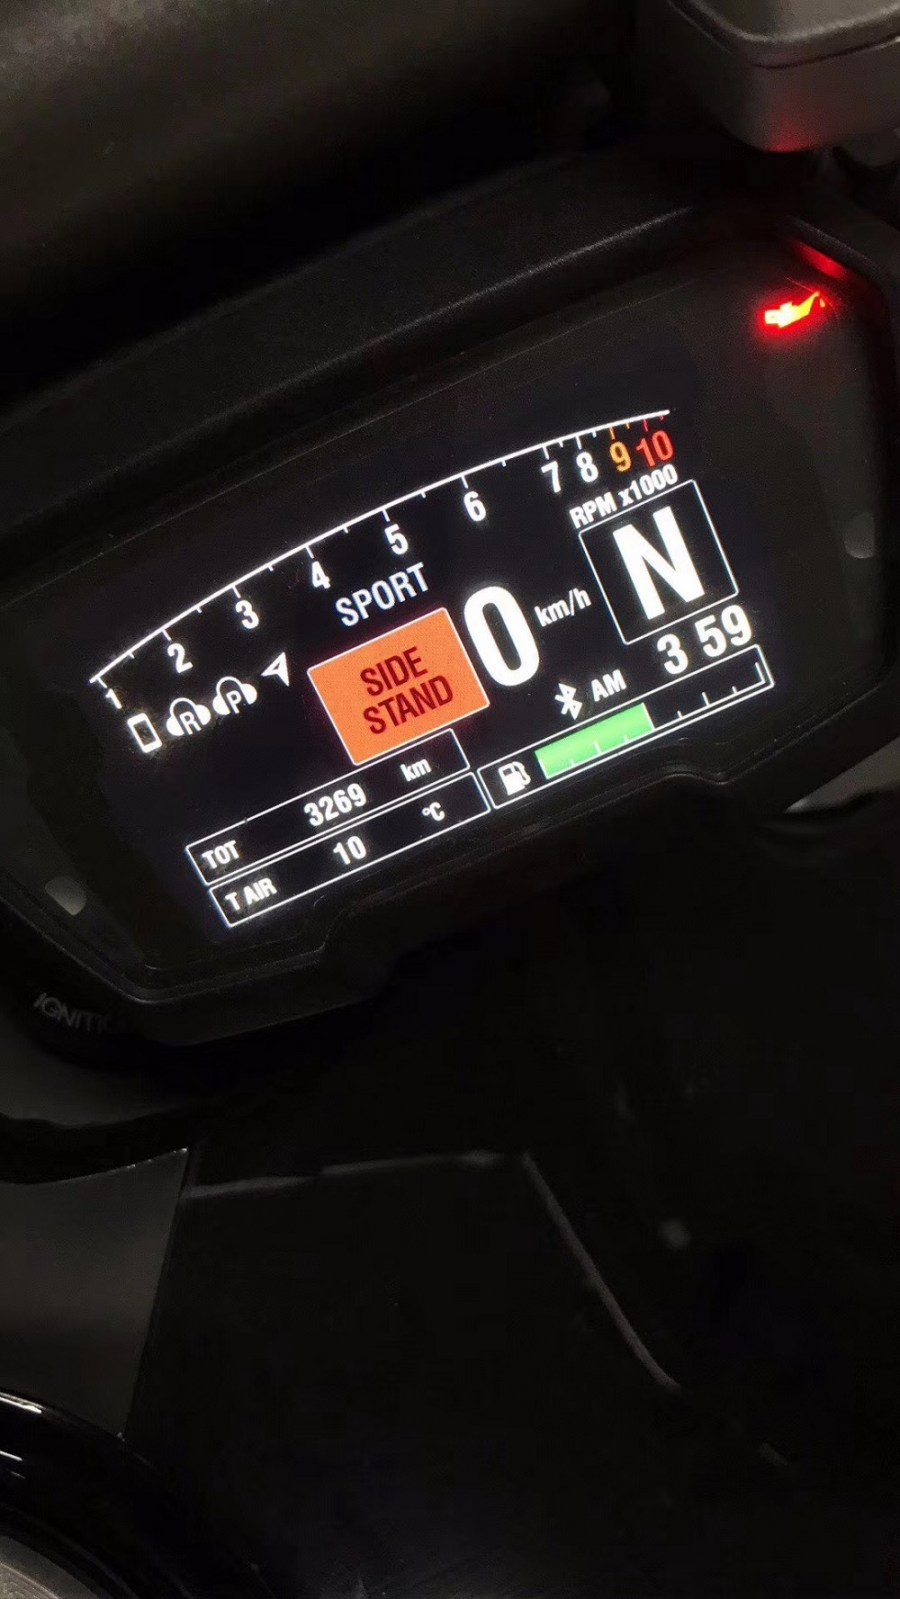 1 2 3 4 5 6 7 8 9 10
RPM x1000
SPORT
N
R P
SIDE
STAND
0 km/h
AM 3 59
TOT 3269 km
T AIR 10 °C